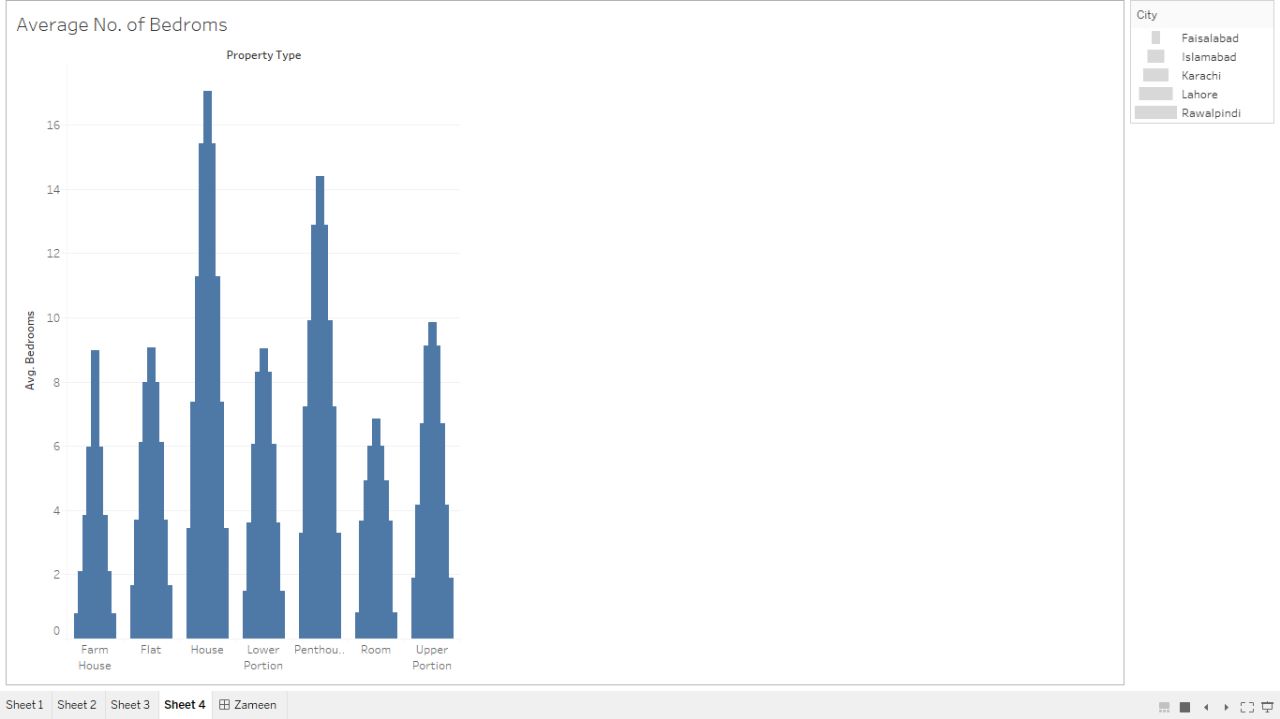 Average No. of Bedroms
Property Type
16
14
12
10
8
6
4
2
0
Avg. Bedrooms
Farm House
Flat
House
Lower Portion
Penthou..
Room
Upper Portion
City
Faisalabad
Islamabad
Karachi
Lahore
Rawalpindi
Sheet 1
Sheet 2
Sheet 3
Sheet 4
Zameen